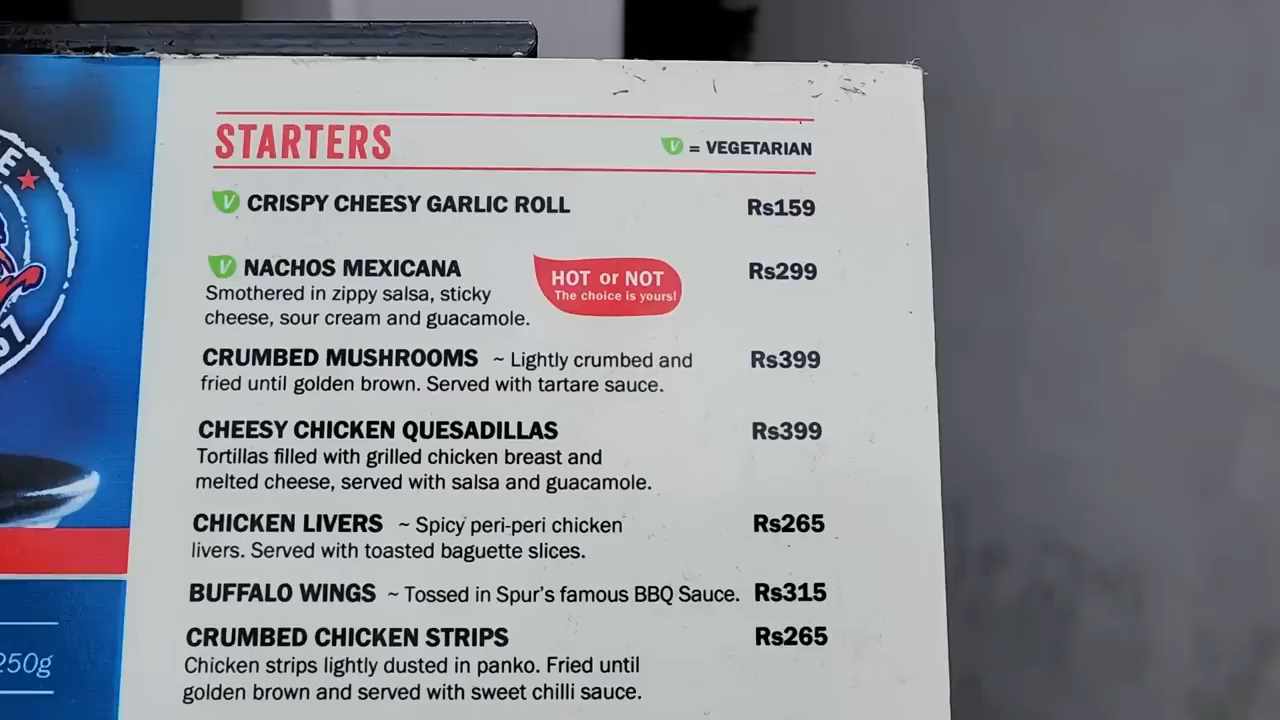 STARTERS
V = VEGETARIAN
V CRISPY CHEESY GARLIC ROLL Rs159
V NACHOS MEXICANA Rs299
HOT or NOT
The choice is yours!
Smothered in zippy salsa, sticky
cheese, sour cream and guacamole.
CRUMBED MUSHROOMS ~ Lightly crumbed and Rs399
fried until golden brown. Served with tartare sauce.
CHEESY CHICKEN QUESADILLAS Rs399
Tortillas filled with grilled chicken breast and
melted cheese, served with salsa and guacamole.
CHICKEN LIVERS ~ Spicy peri-peri chicken Rs265
livers. Served with toasted baguette slices.
BUFFALO WINGS ~ Tossed in Spur's famous BBQ Sauce. Rs315
CRUMBED CHICKEN STRIPS Rs265
Chicken strips lightly dusted in panko. Fried until
golden brown and served with sweet chilli sauce.
250g